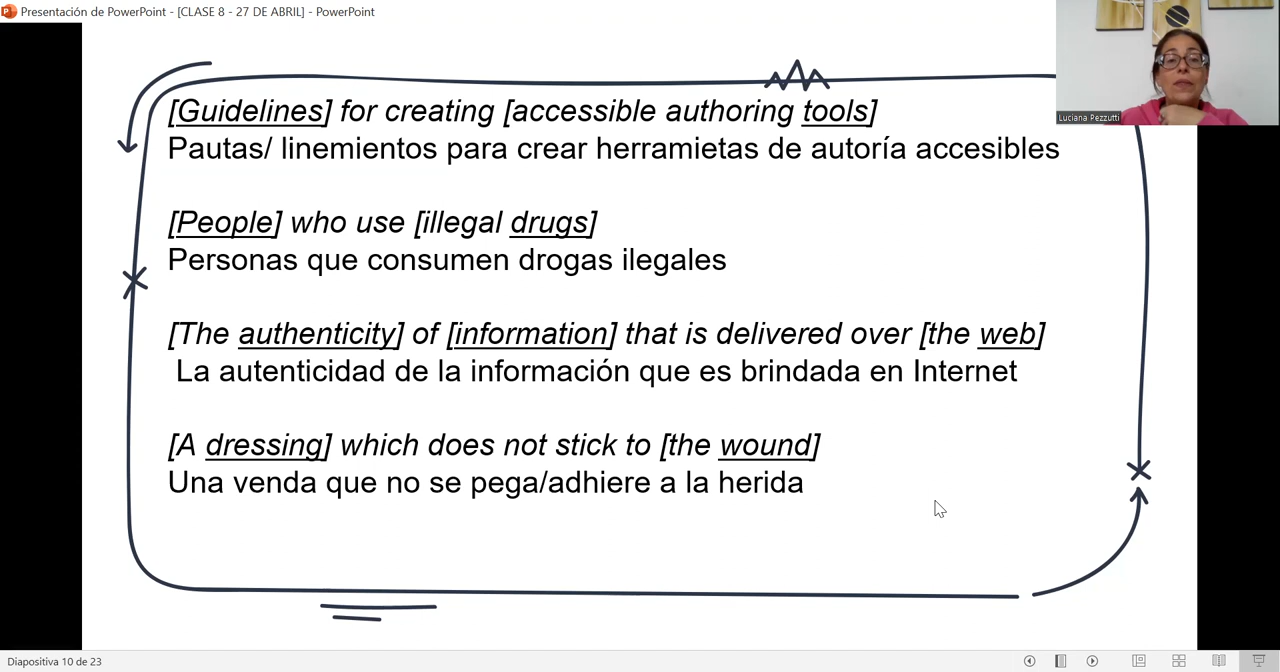 Presentación de PowerPoint - [CLASE 8 - 27 DE ABRIL] - PowerPoint
[Guidelines] for creating [accessible authoring tools]
Pautas/ linemientos para crear herramietas de autoría accesibles
[People] who use [illegal drugs]
Personas que consumen drogas ilegales
[The authenticity] of [information] that is delivered over [the web]
La autenticidad de la información que es brindada en Internet
[A dressing] which does not stick to [the wound]
Una venda que no se pega/adhiere a la herida
Luciana Pezzutti
Diapositiva 10 de 23